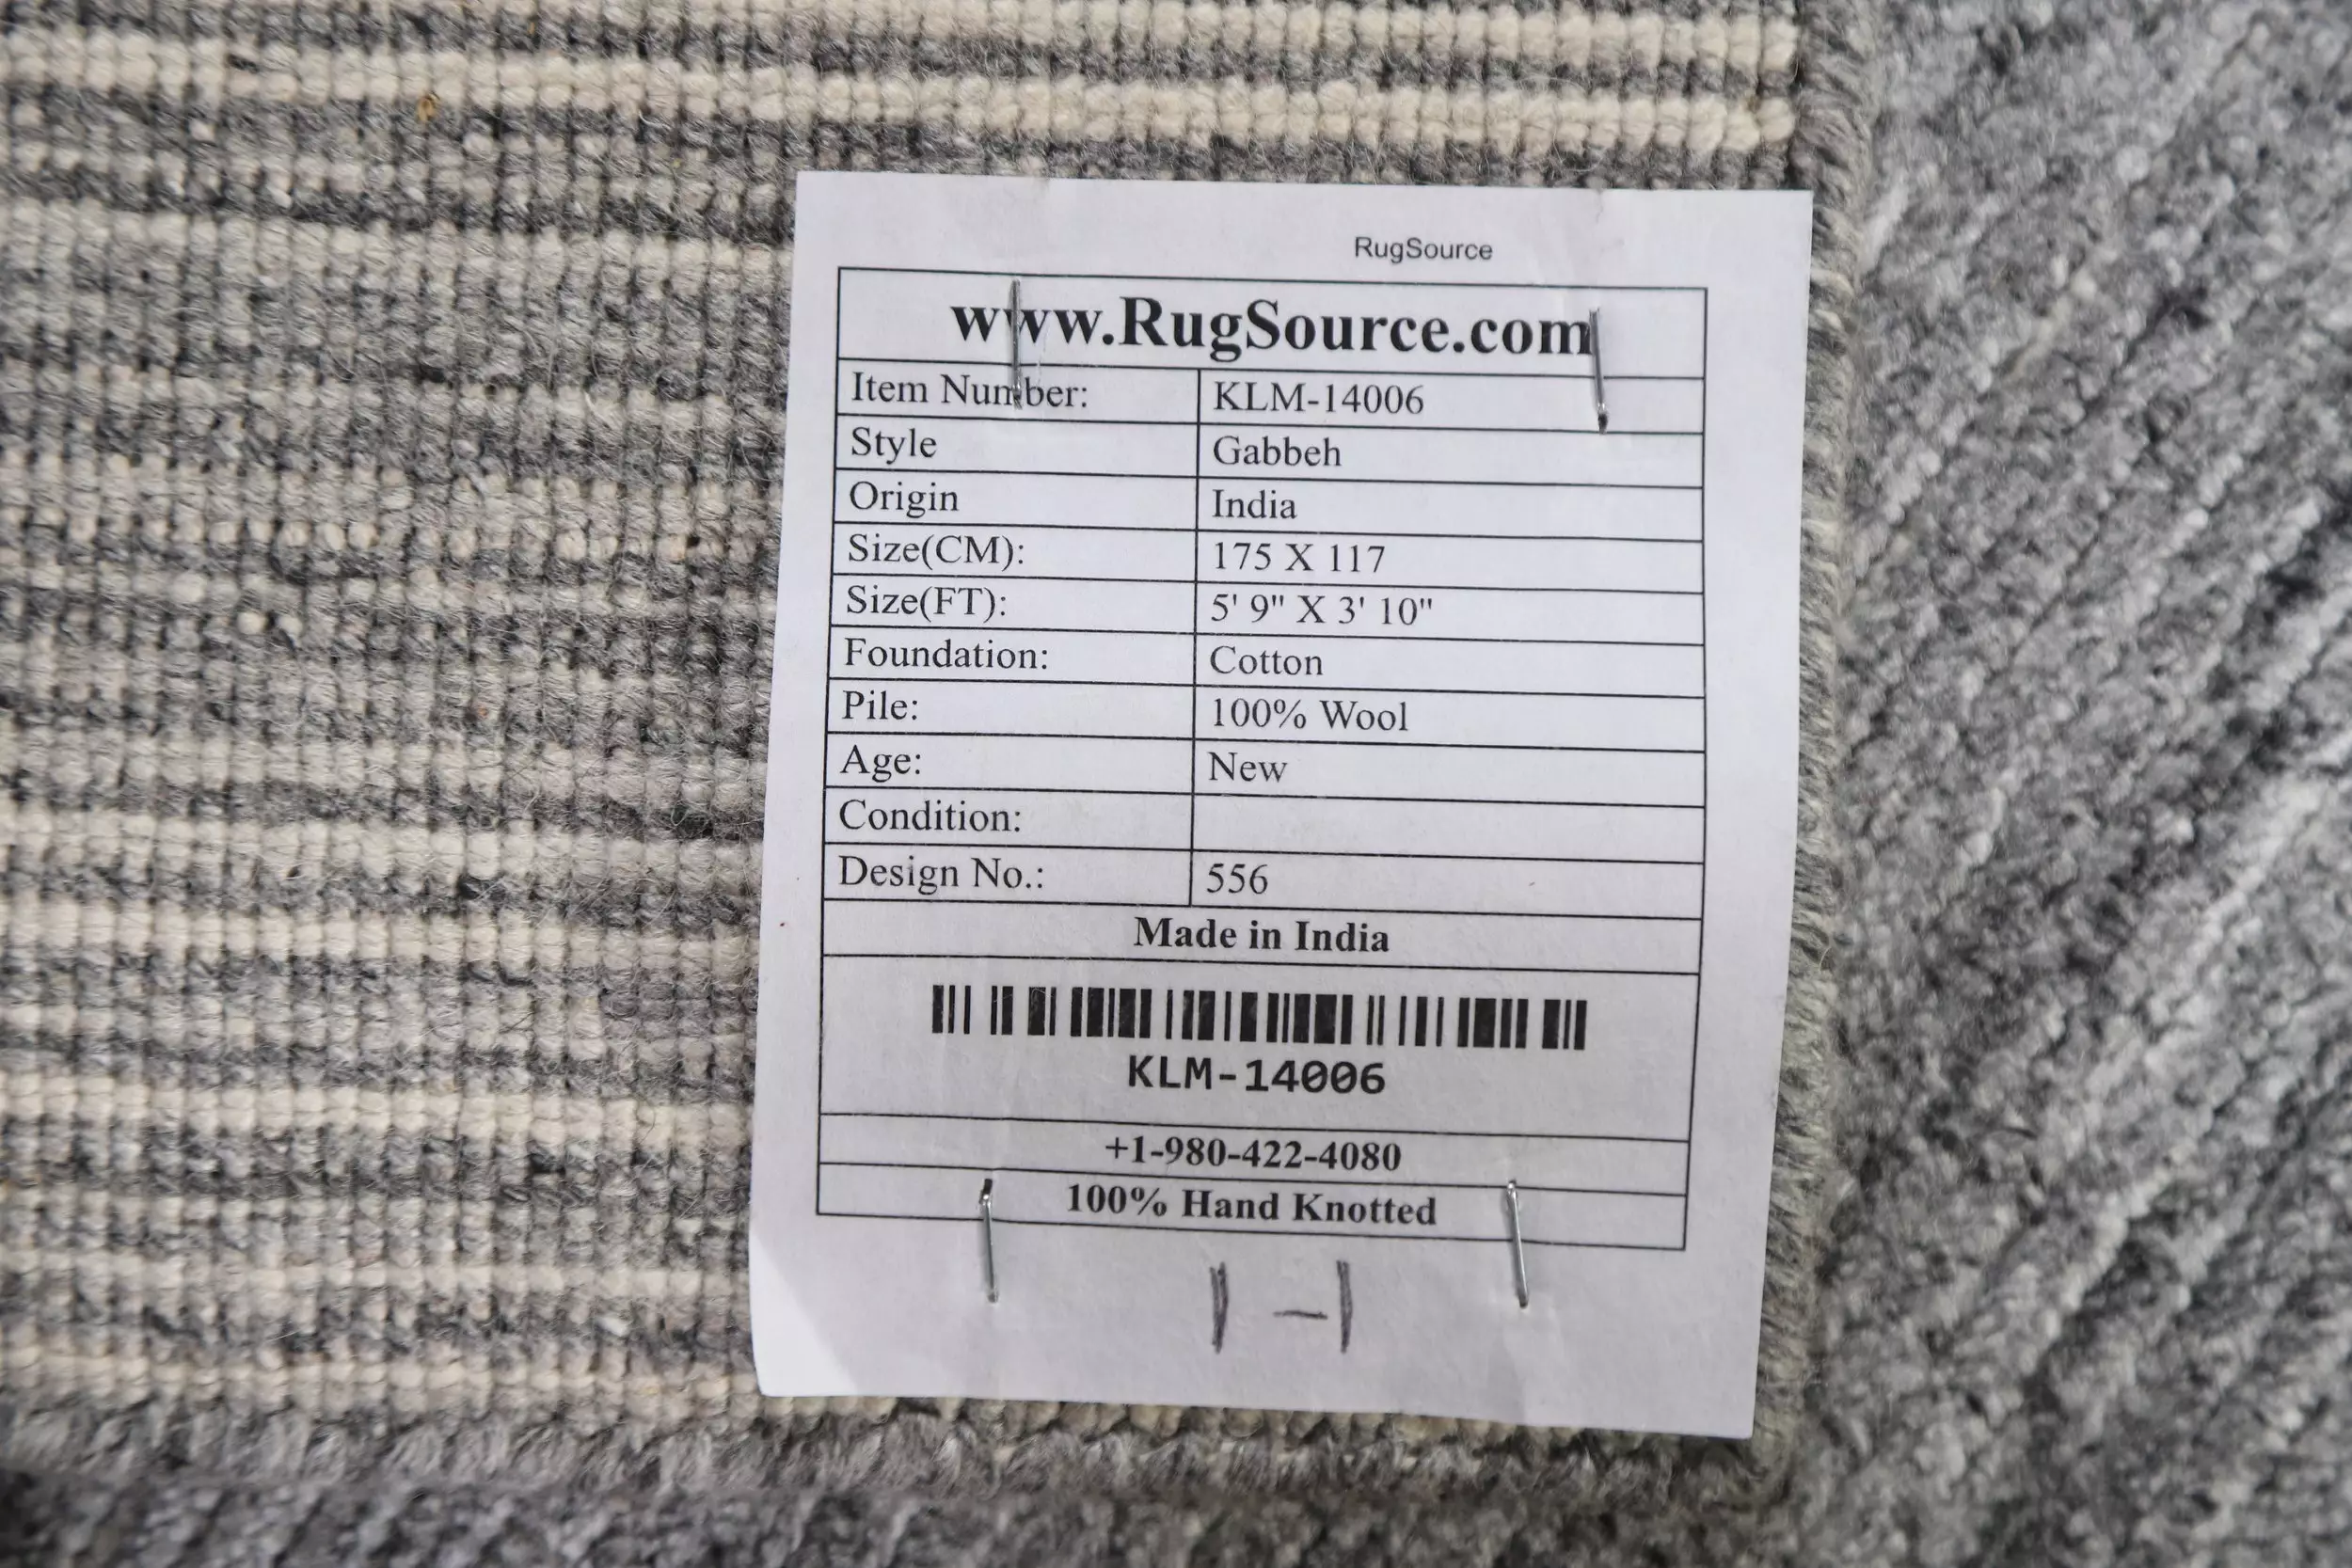 RugSource
www.RugSource.com
Item Number: KLM-14006
Style Gabbeh
Origin India
Size(CM): 175 X 117
Size(FT): 5' 9" X 3' 10"
Foundation: Cotton
Pile: 100% Wool
Age: New
Condition:
Design No.: 556
Made in India
KLM-14006
+1-980-422-4080
100% Hand Knotted
1-1